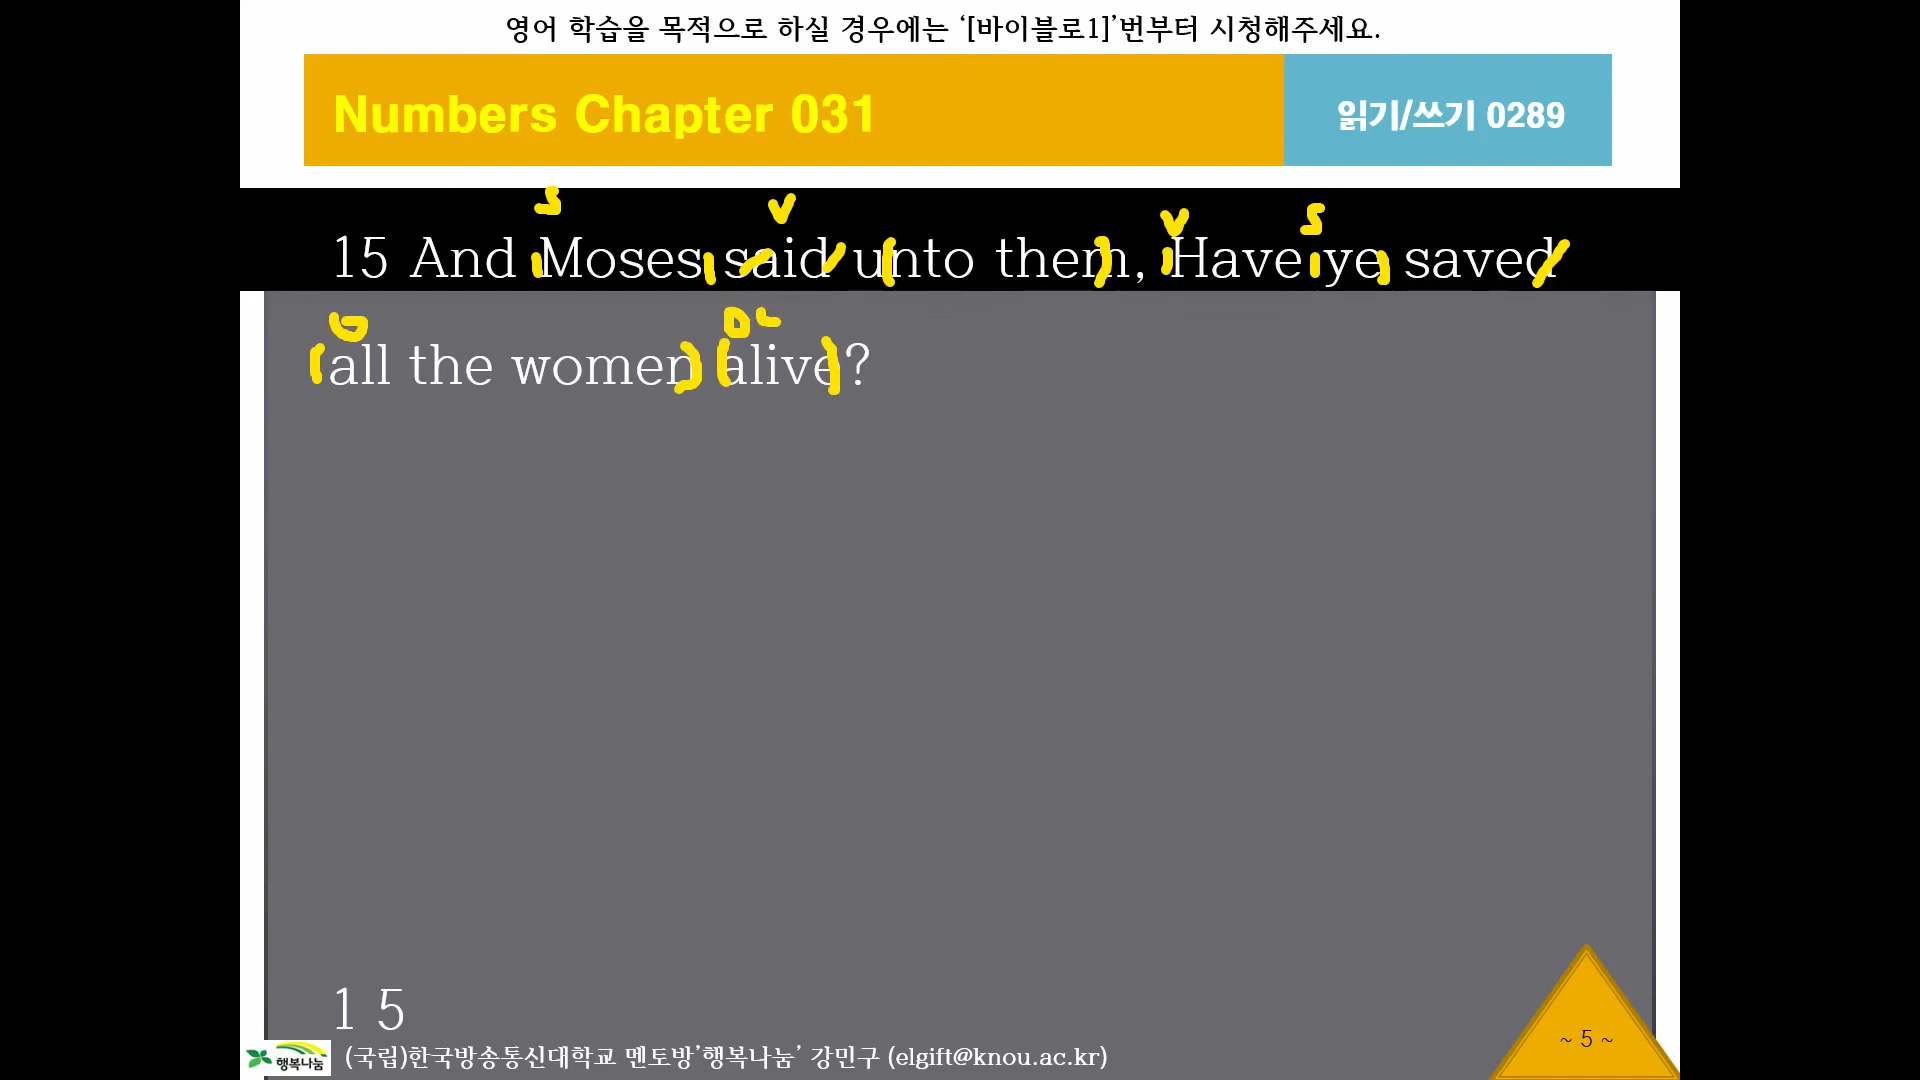 영어 학습을 목적으로 하실 경우에는 ‘[바이블로1]’번부터 시청해주세요.
Numbers Chapter 031
읽기/쓰기 0289
s v v s
15 And Moses said unto them, Have ye saved
all the women alive?
1 5
행복나눔
(국립)한국방송통신대학교 멘토방’행복나눔’ 강민구 (elgift@knou.ac.kr)
~ 5 ~